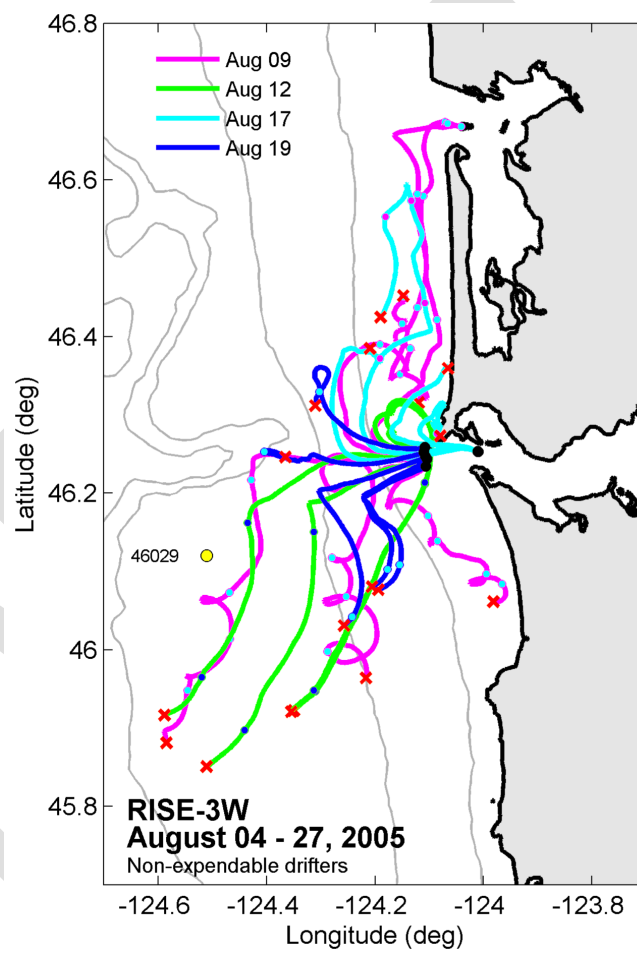 46.8
Aug 09
Aug 12
Aug 17
Aug 19
46.6
46.4
46.2
46
45.8
Latitude (deg)
46029
RISE-3W
August 04 - 27, 2005
Non-expendable drifters
-124.6
-124.4
-124.2
-124
-123.8
Longitude (deg)